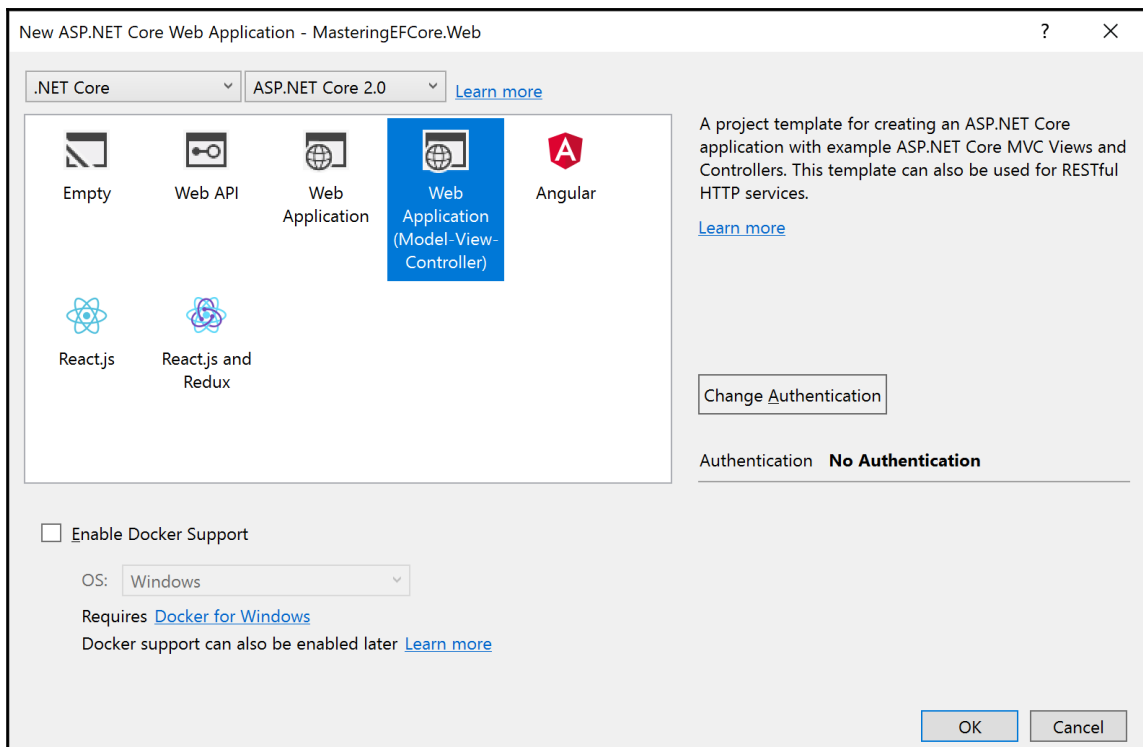 New ASP.NET Core Web Application - MasteringEFCore.Web
?
.NET Core
ASP.NET Core 2.0
Learn more
Empty
Web API
Web
Application
Web
Application
(Model-View-
Controller)
Angular
React.js
React.js and
Redux
A project template for creating an ASP.NET Core
application with example ASP.NET Core MVC Views and
Controllers. This template can also be used for RESTful
HTTP services.
Learn more
Change Authentication
Authentication No Authentication
Enable Docker Support
OS: Windows
Requires Docker for Windows
Docker support can also be enabled later Learn more
OK
Cancel